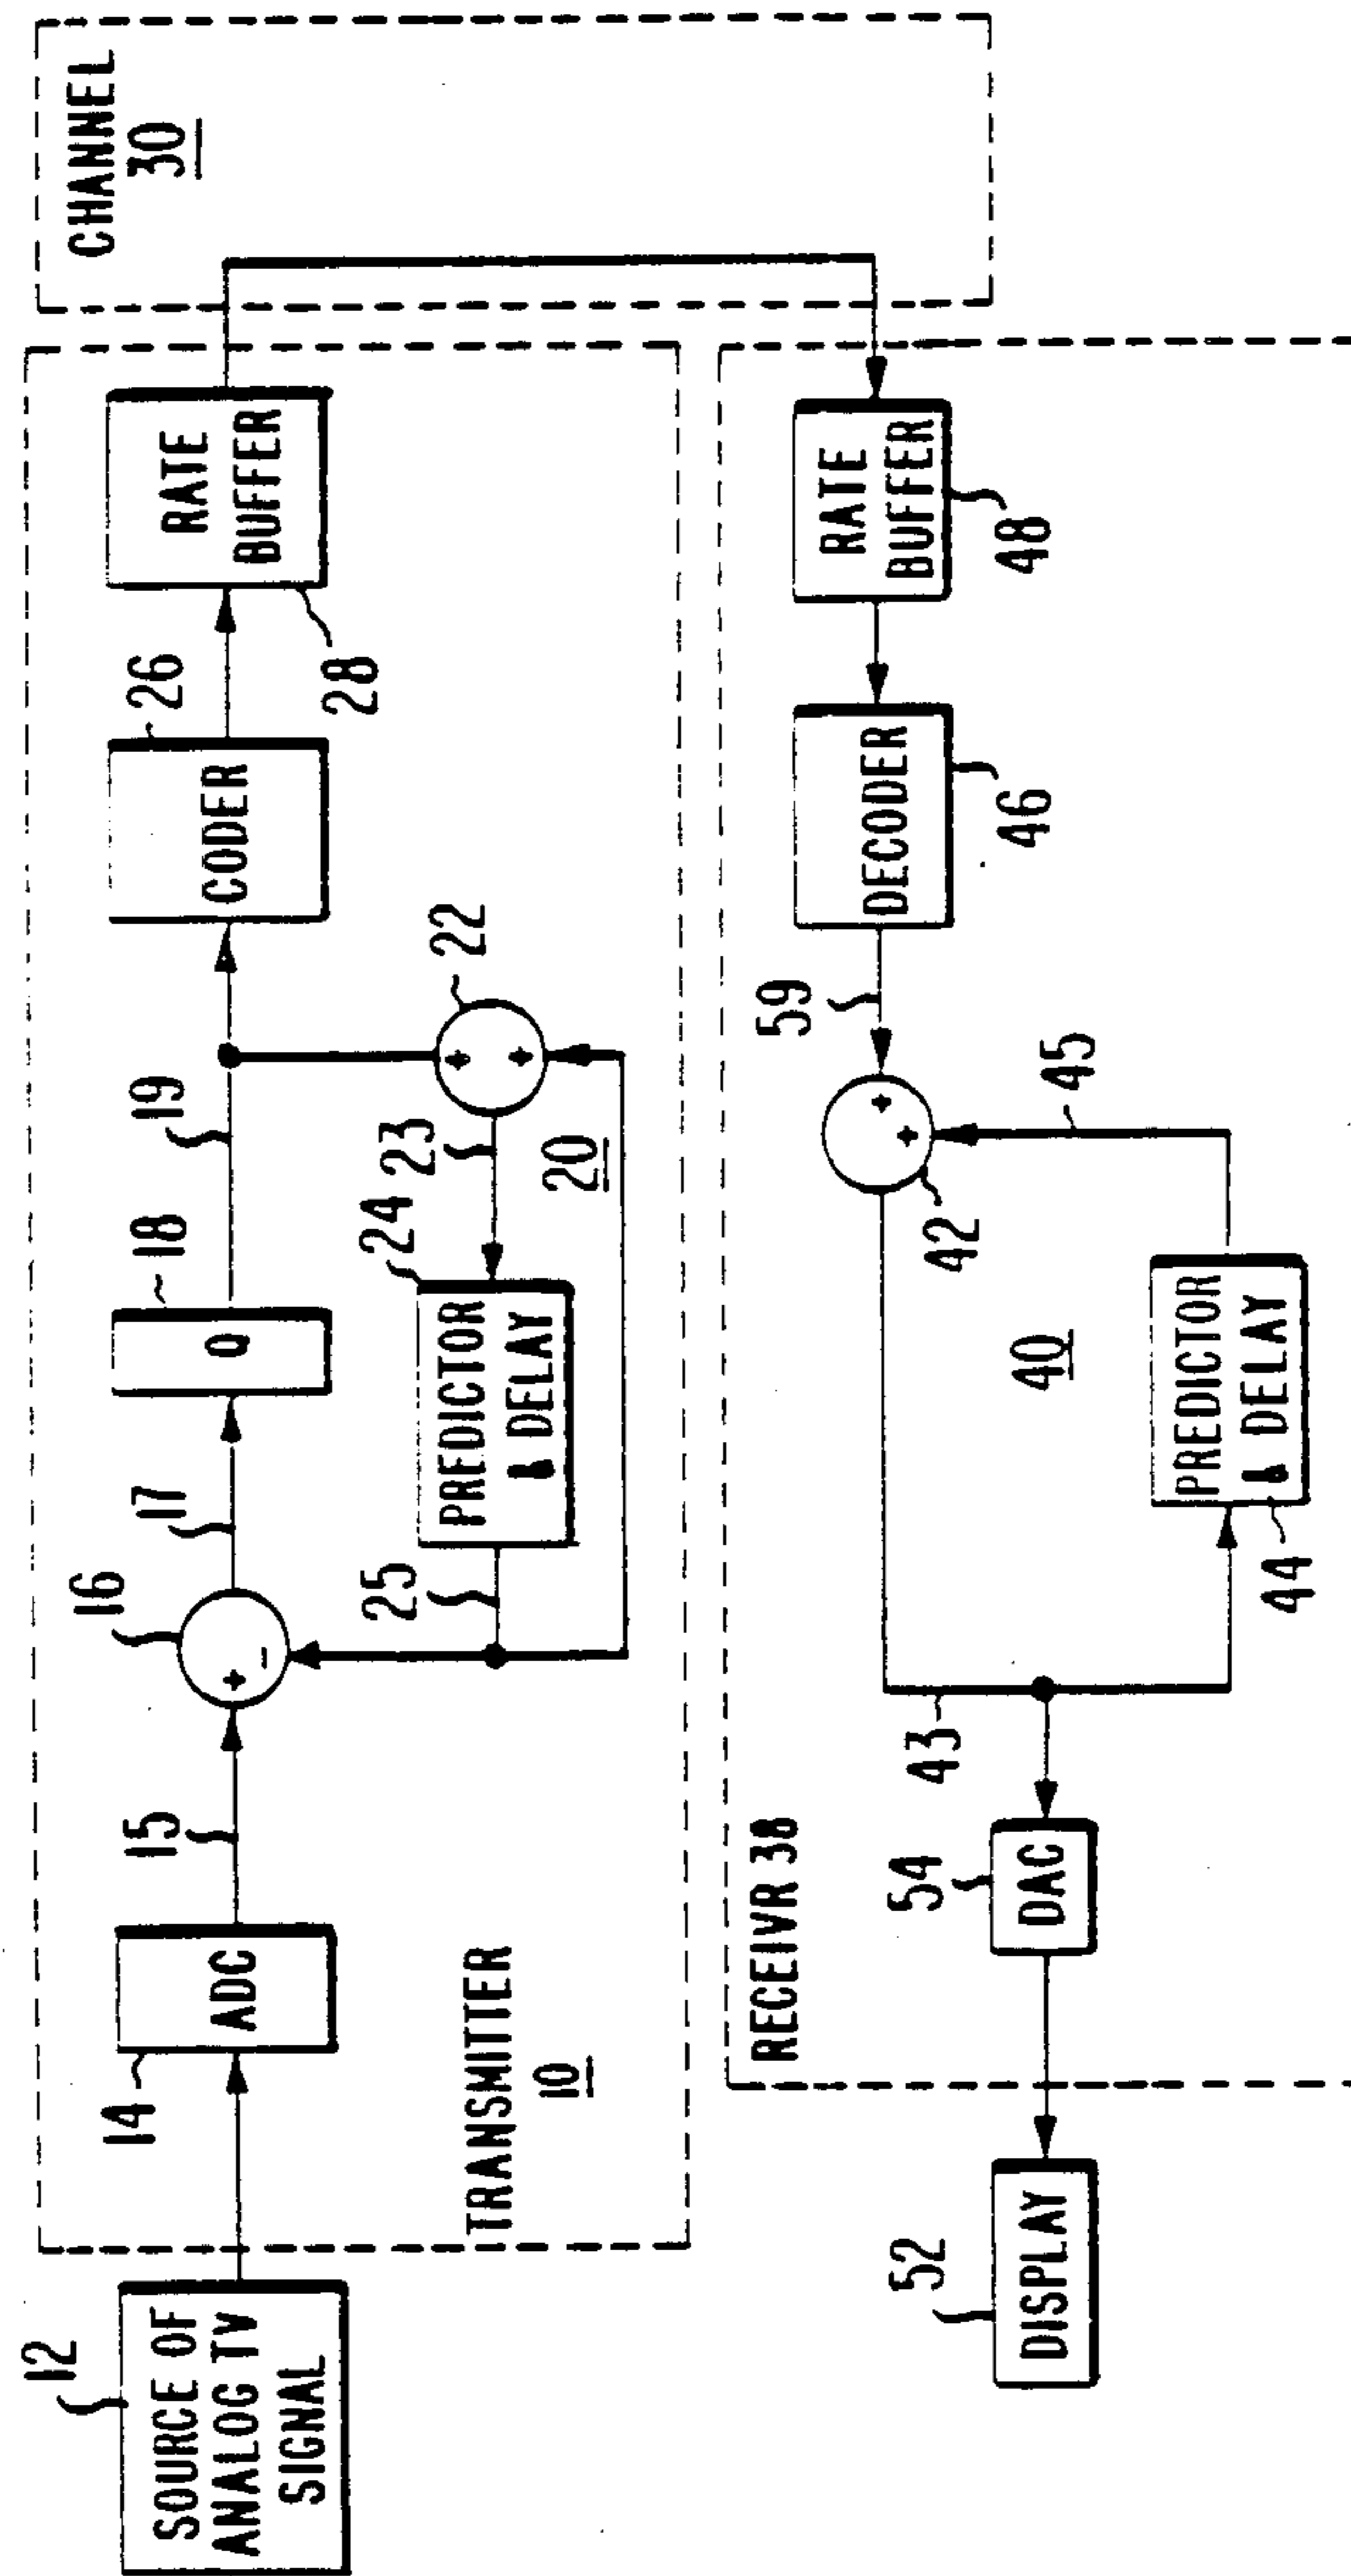 12
SOURCE OF
ANALOG TV
SIGNAL
14
ADC
15
16
+
-
17
18
Q
19
26
CODER
RATE
BUFFER
28
CHANNEL
30
TRANSMITTER
10
25
24
PREDICTOR
& DELAY
23
20
22
+
+
RECEIVR 38
52
DISPLAY
54
DAC
43
40
44
PREDICTOR
& DELAY
45
42
+
+
59
DECODER
46
RATE
BUFFER
48